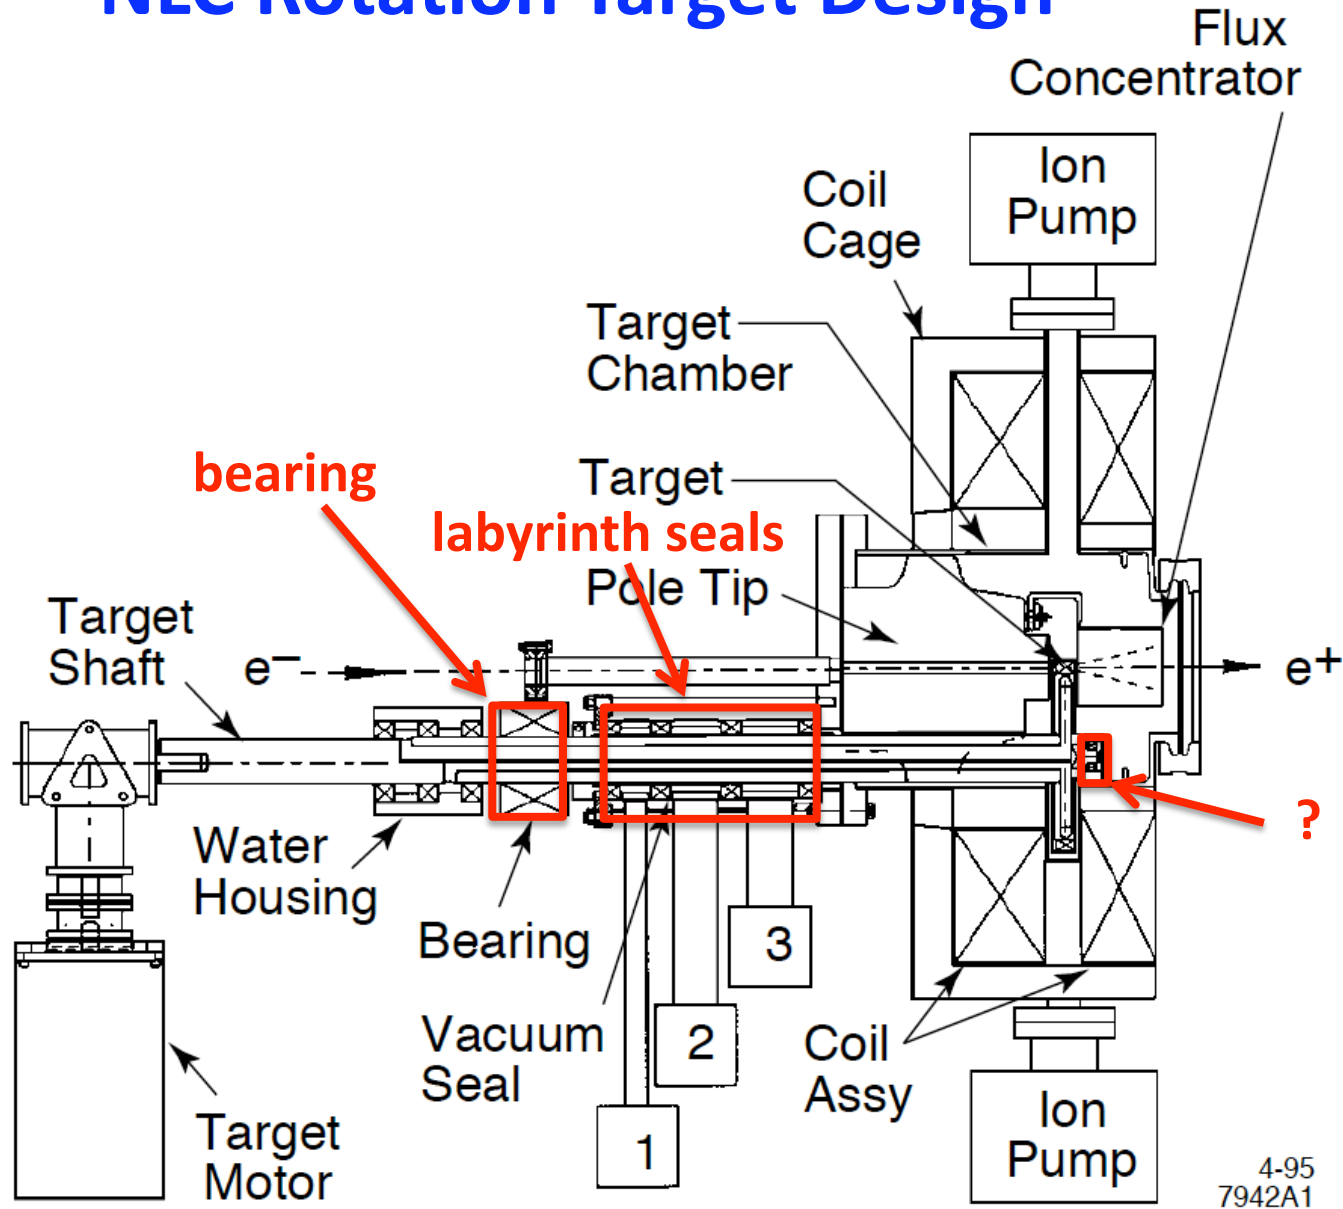 NLC Rotation Target Design
Flux
Concentrator
Ion
Pump
Coil
Cage
Target
Chamber
Target
bearing
labyrinth seals
Pole Tip
Target
Shaft
e−
e+
?
Water
Housing
Bearing
Vacuum
Seal
3
2
1
Coil
Assy
Target
Motor
Ion
Pump
4-95
7942A1